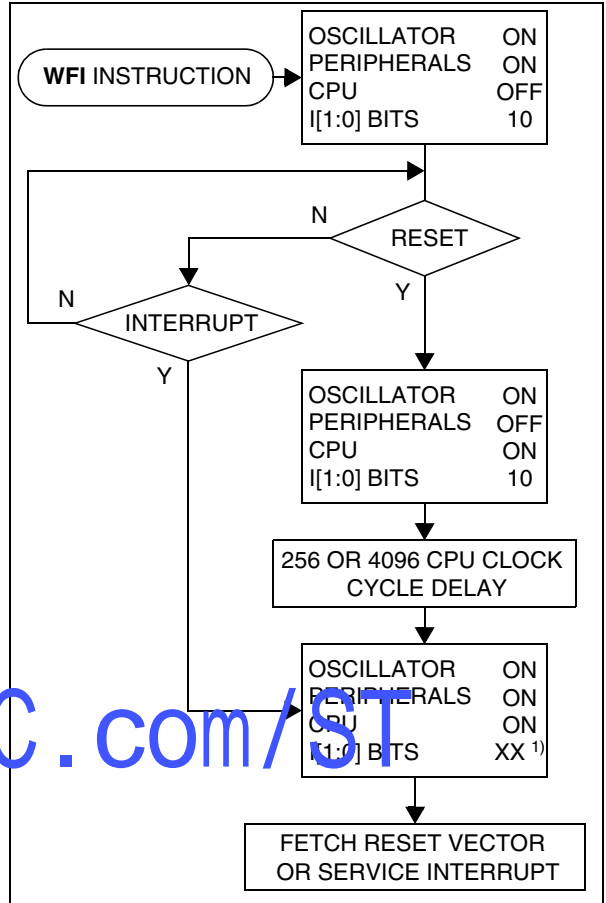 WFI INSTRUCTION
OSCILLATOR ON
PERIPHERALS ON
CPU OFF
I[1:0] BITS 10
N
RESET
Y
N
INTERRUPT
Y
OSCILLATOR ON
PERIPHERALS OFF
CPU ON
I[1:0] BITS 10
256 OR 4096 CPU CLOCK
CYCLE DELAY
OSCILLATOR ON
PERIPHERALS ON
CPU ON
I[1:0] BITS XX 1)
C.com/ST
FETCH RESET VECTOR
OR SERVICE INTERRUPT